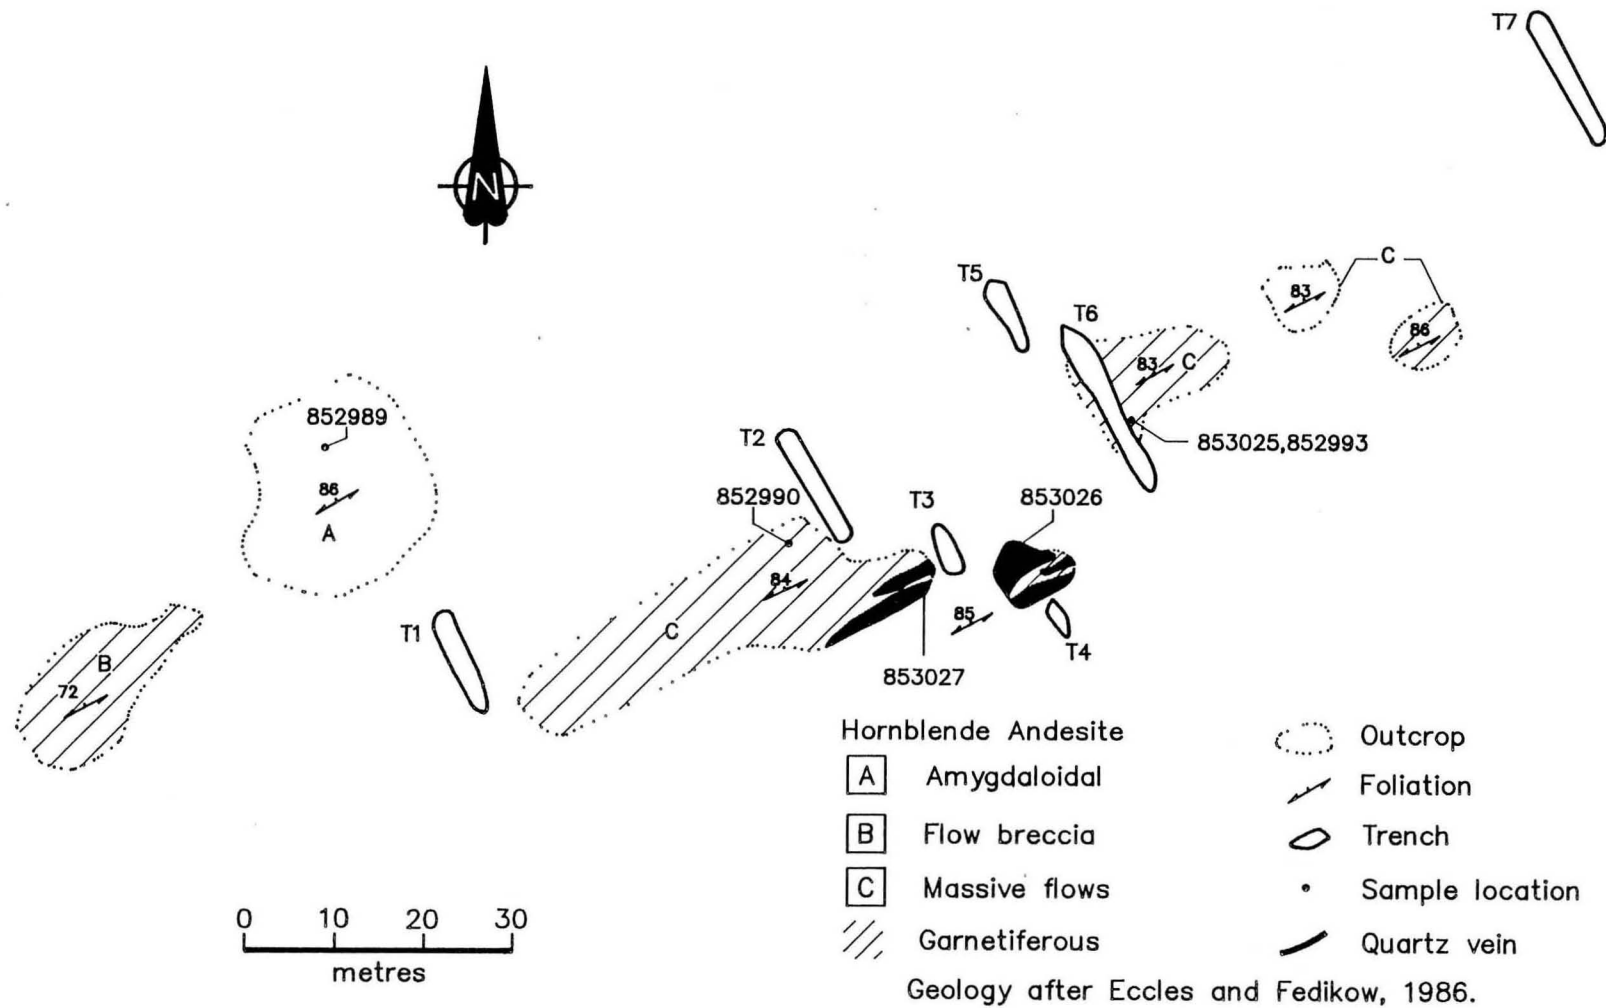 T7
N
C
T5
83
T6
86
83
C
852989
T2
853025,852993
86
852990
T3
853026
A
84
85
T1
C
T4
B
853027
72
Hornblende Andesite
A Amygdaloidal
B Flow breccia
C Massive flows
Garnetiferous
Outcrop
Foliation
Trench
Sample location
Quartz vein
0 10 20 30
metres
Geology after Eccles and Fedikow, 1986.